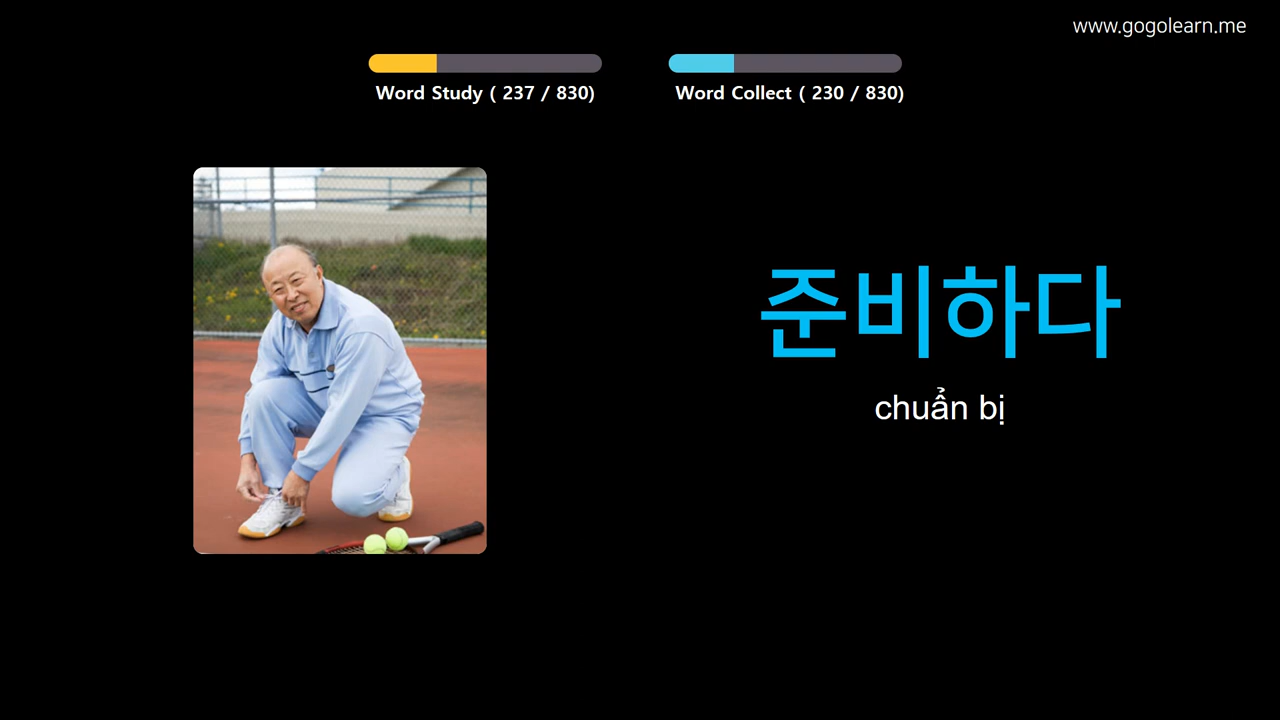 www.gogolearn.me
Word Study ( 237 / 830)
Word Collect ( 230 / 830)
준비하다
chuẩn bị